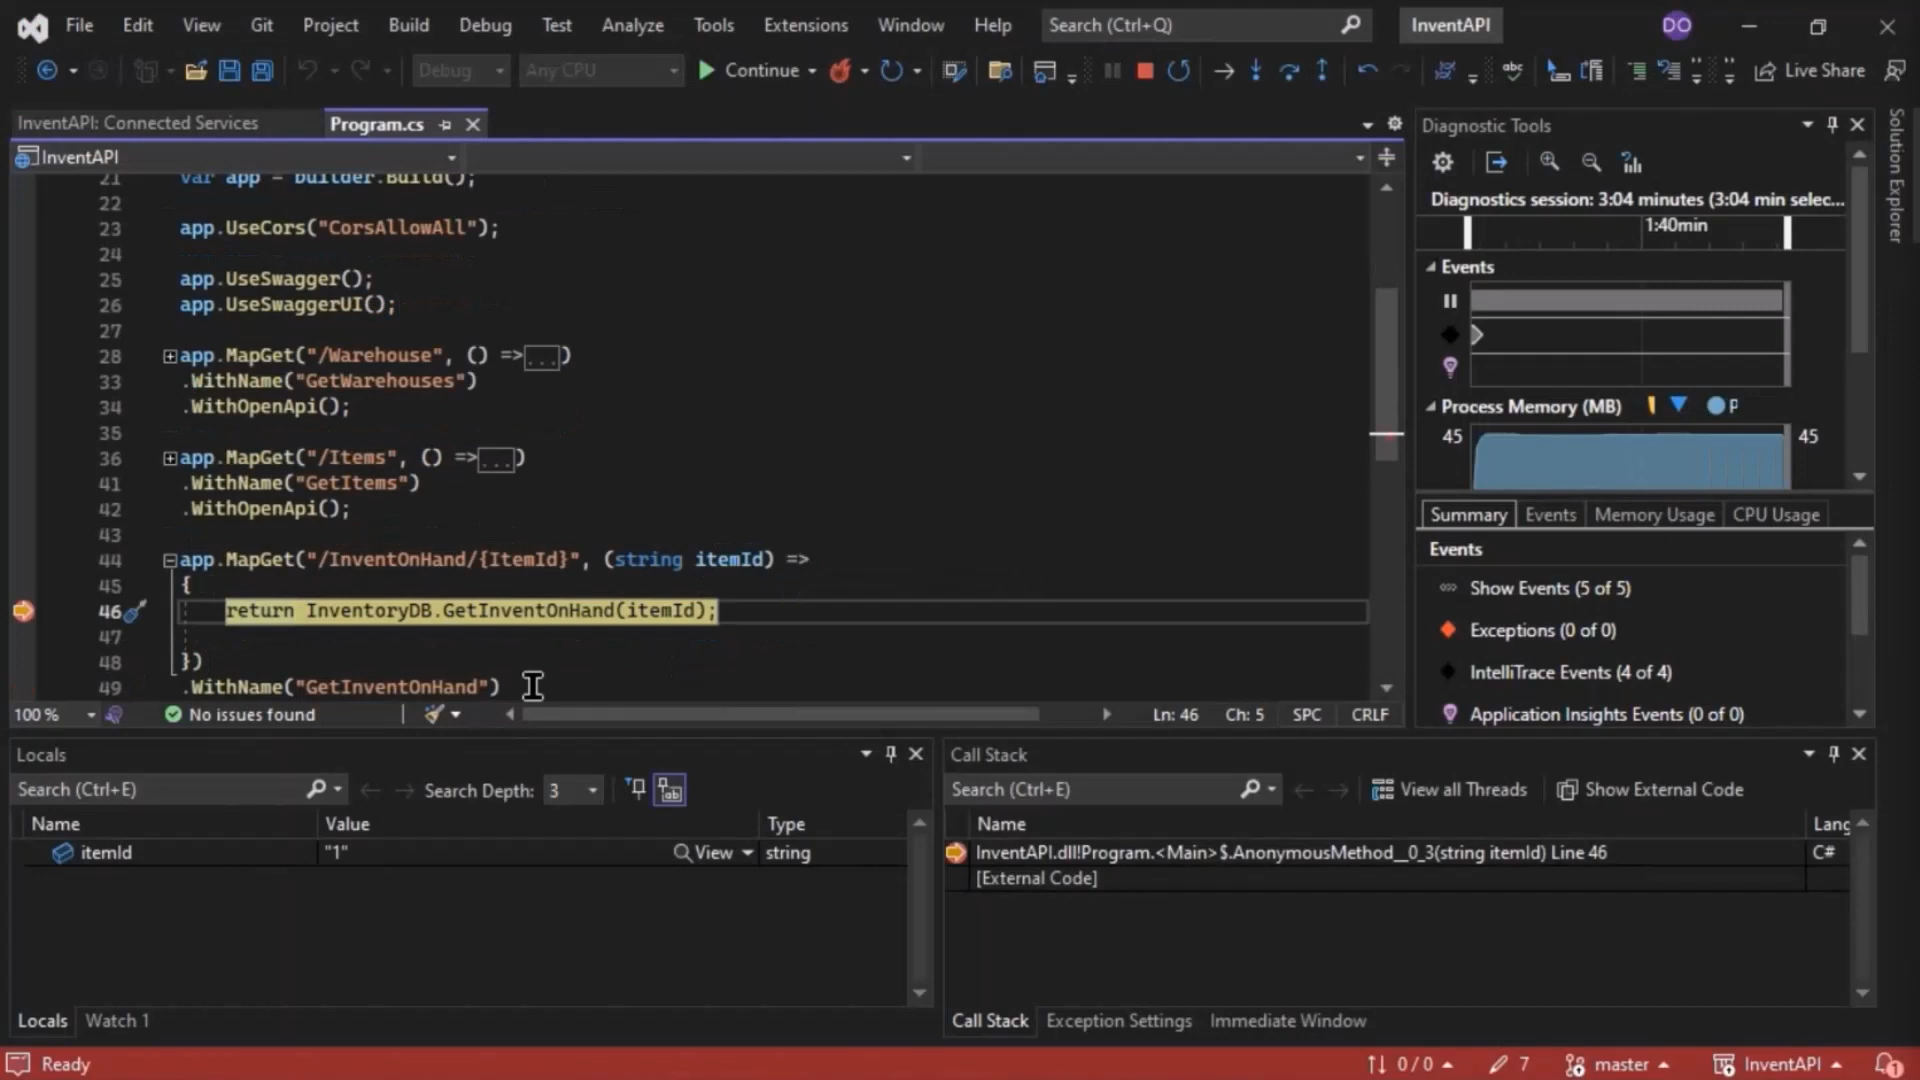 File Edit View Git Project Build Debug Test Analyze Tools Extensions Window Help Search (Ctrl+Q) InventAPI DO
Debug Any CPU Continue Live Share
InventAPI: Connected Services Program.cs
InventAPI
21 var app = builder.Build();
22
23 app.UseCors("CorsAllowAll");
24
25 app.UseSwagger();
26 app.UseSwaggerUI();
27
28 app.MapGet("/Warehouse", () =>...)
33 .WithName("GetWarehouses")
34 .WithOpenApi();
35
36 app.MapGet("/Items", () =>...)
41 .WithName("GetItems")
42 .WithOpenApi();
43
44 app.MapGet("/InventOnHand/{ItemId}", (string itemId) =>
45 {
46 return InventoryDB.GetInventOnHand(itemId);
47
48 })
49 .WithName("GetInventOnHand")
100 % No issues found Ln: 46 Ch: 5 SPC CRLF
Diagnostic Tools
Diagnostics session: 3:04 minutes (3:04 min selec...
1:40min
Events
Process Memory (MB) P
45 45
Summary Events Memory Usage CPU Usage
Events
Show Events (5 of 5)
Exceptions (0 of 0)
IntelliTrace Events (4 of 4)
Application Insights Events (0 of 0)
Solution Explorer
Locals
Search (Ctrl+E) Search Depth: 3
Name Value Type
itemId "1" View string
Locals Watch 1
Call Stack
Search (Ctrl+E) View all Threads Show External Code
Name Lang
InventAPI.dll!Program.<Main>$.AnonymousMethod__0_3(string itemId) Line 46 C#
[External Code]
Call Stack Exception Settings Immediate Window
Ready 0 / 0 7 master InventAPI 1